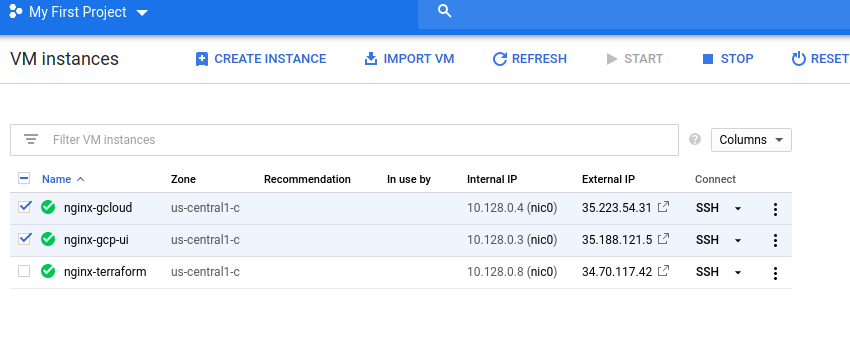 My First Project
VM instances CREATE INSTANCE IMPORT VM REFRESH START STOP RESET
Filter VM instances ? Columns
Name Zone Recommendation In use by Internal IP External IP Connect
nginx-gcloud us-central1-c 10.128.0.4 (nic0) 35.223.54.31 SSH
nginx-gcp-ui us-central1-c 10.128.0.3 (nic0) 35.188.121.5 SSH
nginx-terraform us-central1-c 10.128.0.8 (nic0) 34.70.117.42 SSH